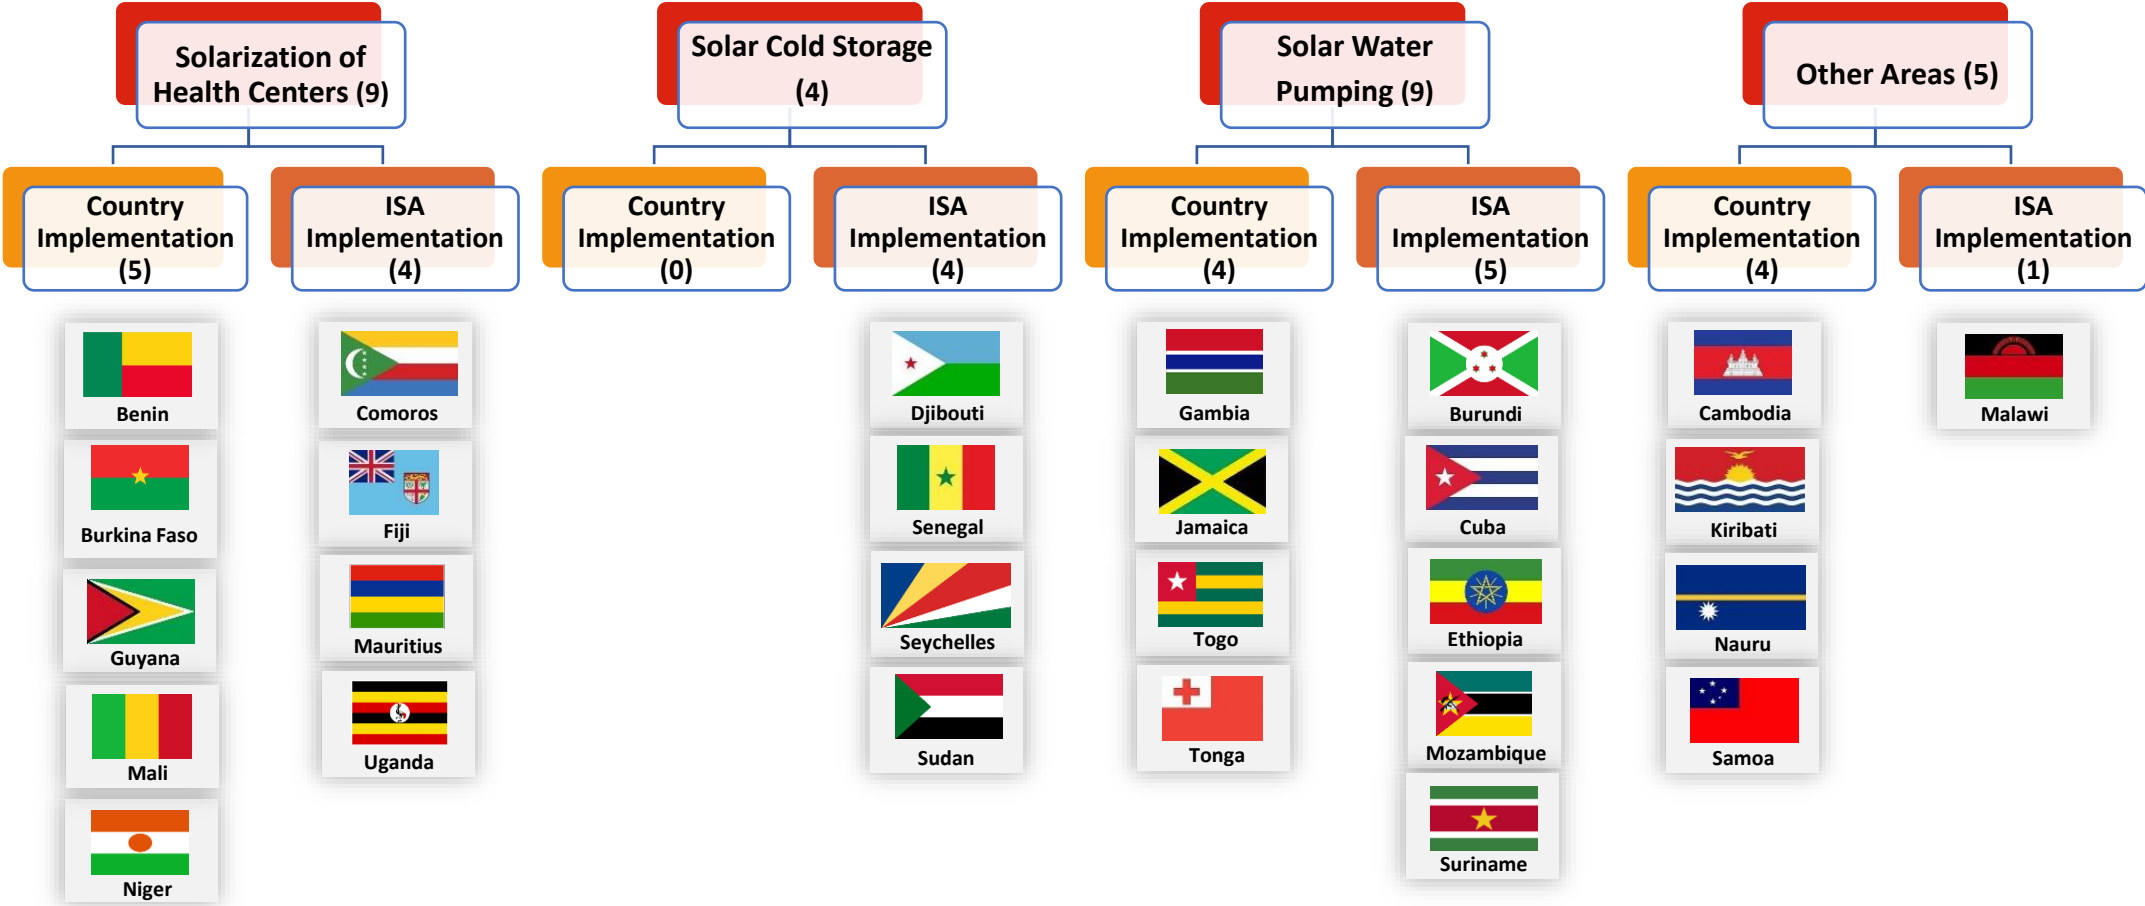 Solarization of
Health Centers (9)
Country
Implementation
(5)
Benin
Burkina Faso
Guyana
Mali
Niger
ISA
Implementation
(4)
Comoros
Fiji
Mauritius
Uganda
Solar Cold Storage
(4)
Country
Implementation
(0)
ISA
Implementation
(4)
Djibouti
Senegal
Seychelles
Sudan
Solar Water
Pumping (9)
Country
Implementation
(4)
Gambia
Jamaica
Togo
Tonga
ISA
Implementation
(5)
Burundi
Cuba
Ethiopia
Mozambique
Suriname
Other Areas (5)
Country
Implementation
(4)
Cambodia
Kiribati
Nauru
Samoa
ISA
Implementation
(1)
Malawi